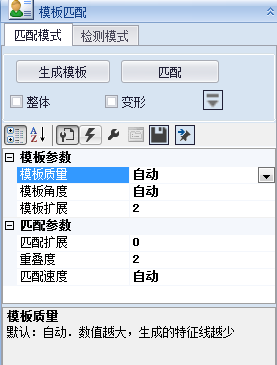 模板匹配
匹配模式 检测模式
生成模板 匹配
整体 变形
模板参数
模板质量 自动
模板角度 自动
模板扩展 2
匹配参数
匹配扩展 0
重叠度 2
匹配速度 自动
模板质量
默认: 自动. 数值越大, 生成的特征线越少